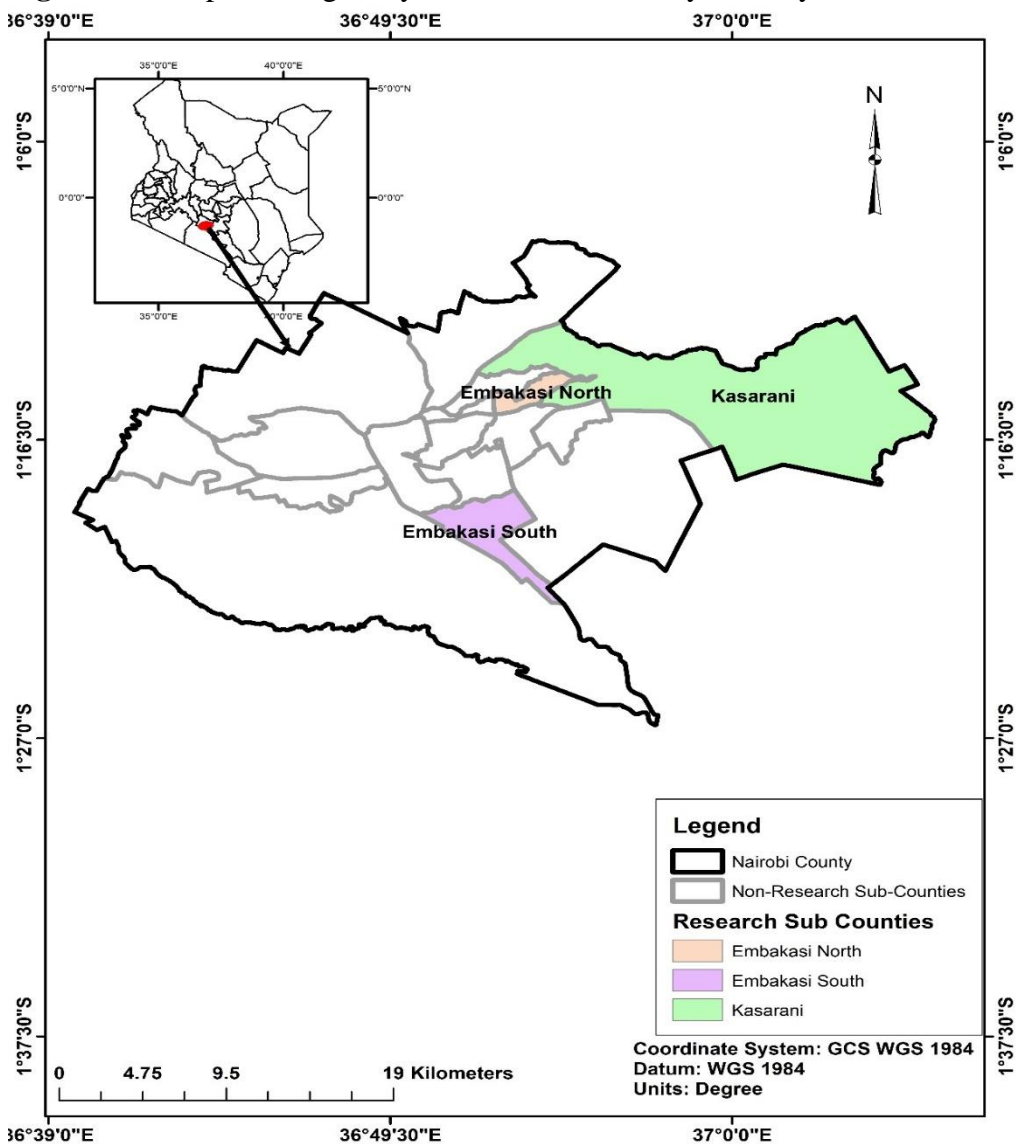 36°39'0"E 36°49'30"E 37°0'0"E
35°0'0"E 40°0'0"E
5°0'0"N 5°0'0"N
N
1°6'0"S 1°6'0"S
0°0'0" 0°0'0"
35°0'0"E 40°0'0"E
Embakasi North
Kasarani
1°16'30"S 1°16'30"S
Embakasi South
1°27'0"S 1°27'0"S
Legend
Nairobi County
Non-Research Sub-Counties
Research Sub Counties
Embakasi North
Embakasi South
Kasarani
1°37'30"S 1°37'30"S
Coordinate System: GCS WGS 1984
Datum: WGS 1984
Units: Degree
0 4.75 9.5 19 Kilometers
36°39'0"E 36°49'30"E 37°0'0"E